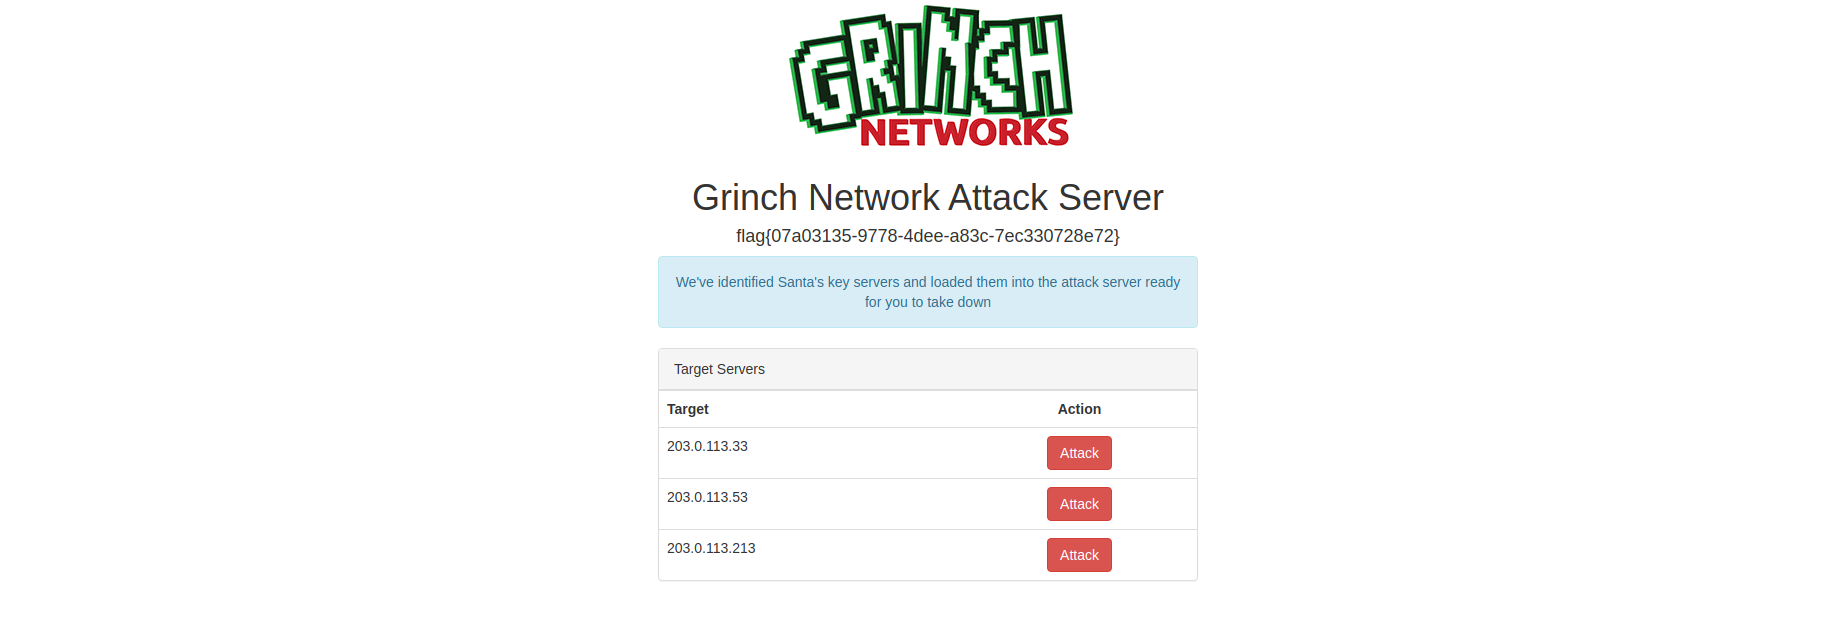 GRINCH
NETWORKS
Grinch Network Attack Server
flag{07a03135-9778-4dee-a83c-7ec330728e72}
We've identified Santa's key servers and loaded them into the attack server ready
for you to take down
Target Servers
Target Action
203.0.113.33 Attack
203.0.113.53 Attack
203.0.113.213 Attack